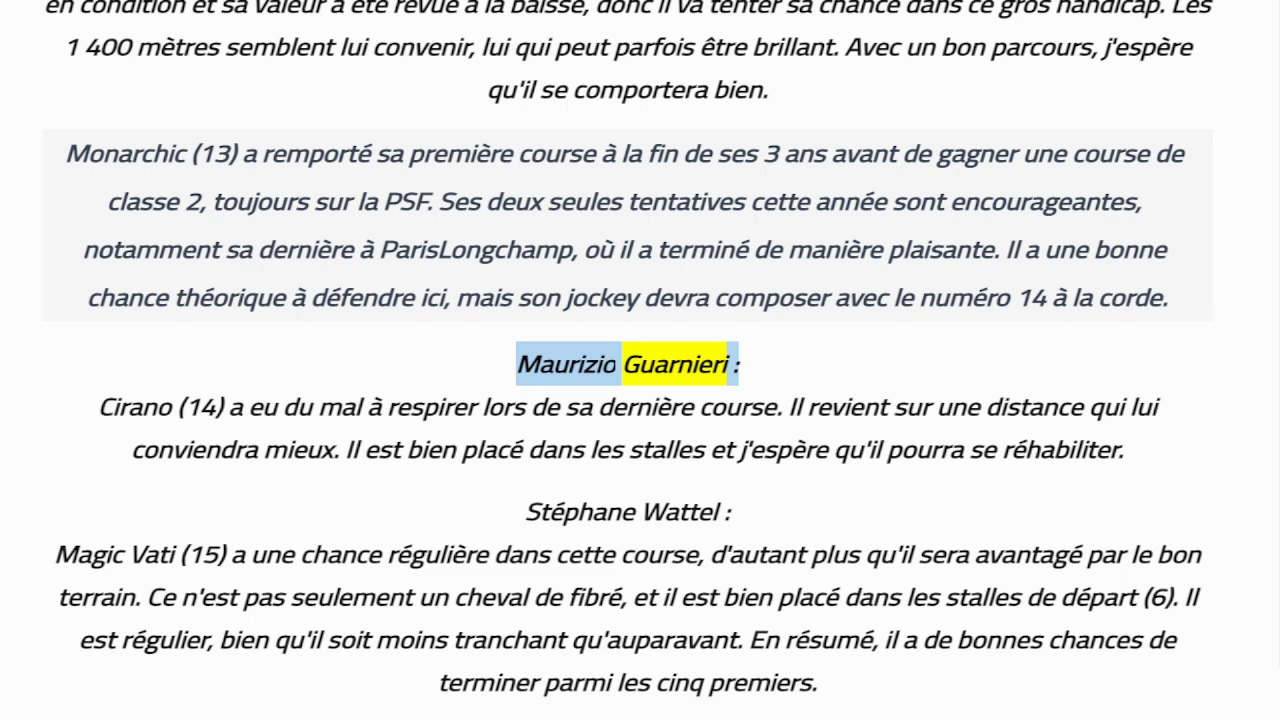 en condition et sa valeur a été revue à la baisse, donc il va tenter sa chance dans ce gros handicap. Les
1 400 mètres semblent lui convenir, lui qui peut parfois être brillant. Avec un bon parcours, j'espère
qu'il se comportera bien.
Monarchic (13) a remporté sa première course à la fin de ses 3 ans avant de gagner une course de
classe 2, toujours sur la PSF. Ses deux seules tentatives cette année sont encourageantes,
notamment sa dernière à ParisLongchamp, où il a terminé de manière plaisante. Il a une bonne
chance théorique à défendre ici, mais son jockey devra composer avec le numéro 14 à la corde.
Maurizio Guarnieri :
Cirano (14) a eu du mal à respirer lors de sa dernière course. Il revient sur une distance qui lui
conviendra mieux. Il est bien placé dans les stalles et j'espère qu'il pourra se réhabiliter.
Stéphane Wattel :
Magic Vati (15) a une chance régulière dans cette course, d'autant plus qu'il sera avantagé par le bon
terrain. Ce n'est pas seulement un cheval de fibré, et il est bien placé dans les stalles de départ (6). Il
est régulier, bien qu'il soit moins tranchant qu'auparavant. En résumé, il a de bonnes chances de
terminer parmi les cinq premiers.